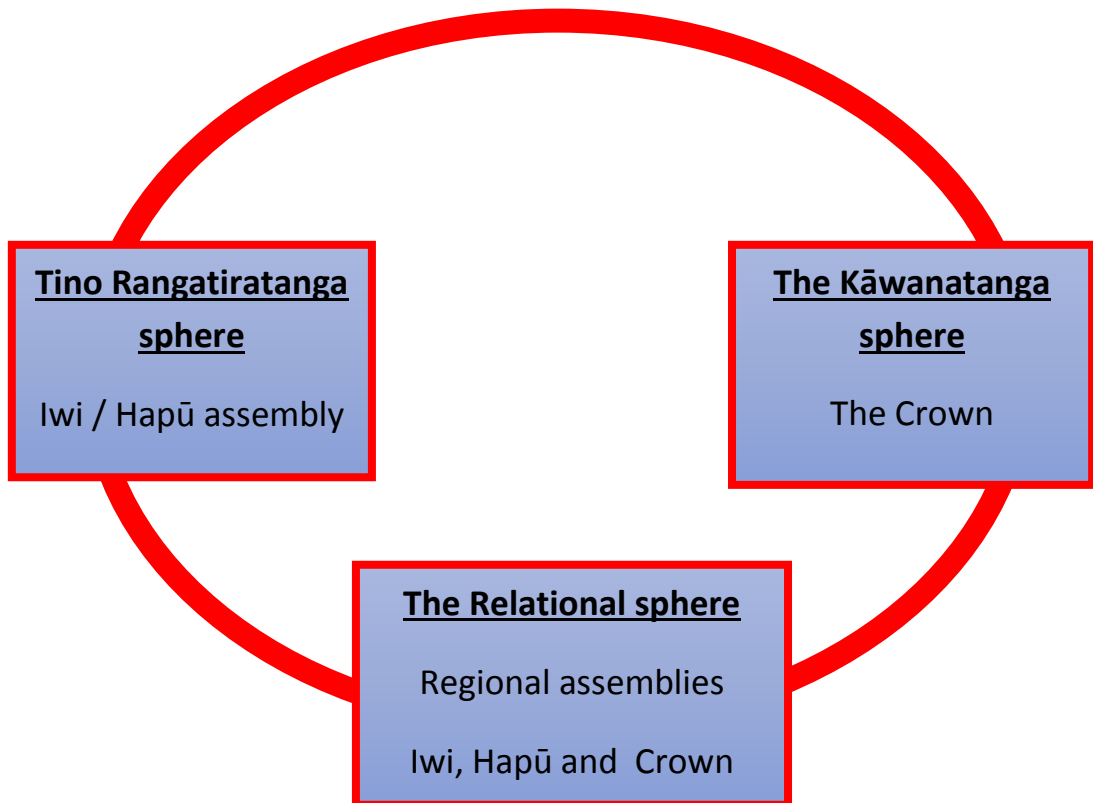 Tino Rangatiratanga
sphere
Iwi / Hapū assembly
The Kāwanatanga
sphere
The Crown
The Relational sphere
Regional assemblies
Iwi, Hapū and Crown